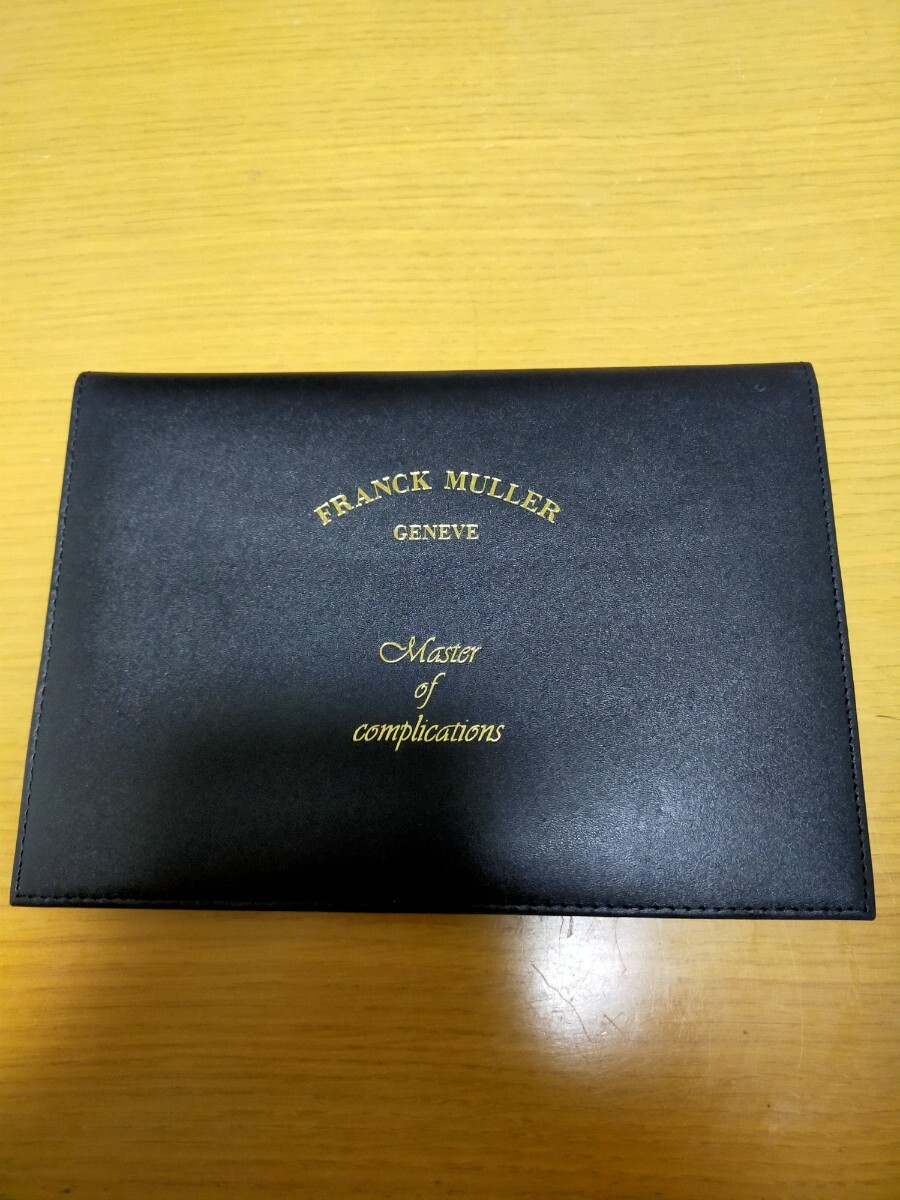 FRANCK MULLER
GENEVE
Master
of
complications